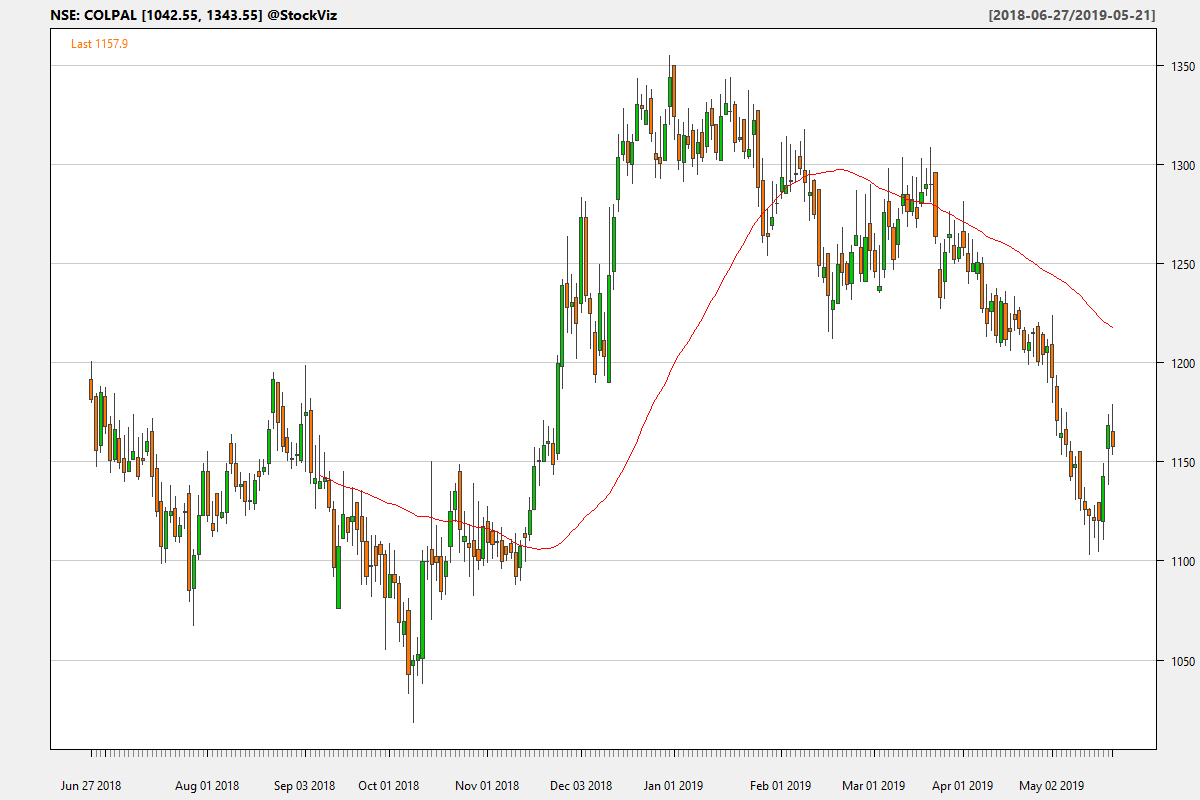 NSE: COLPAL [1042.55, 1343.55] @StockViz
[2018-06-27/2019-05-21]
Last 1157.9
1350
1300
1250
1200
1150
1100
1050
Jun 27 2018 Aug 01 2018 Sep 03 2018 Oct 01 2018 Nov 01 2018 Dec 03 2018 Jan 01 2019 Feb 01 2019 Mar 01 2019 Apr 01 2019 May 02 2019